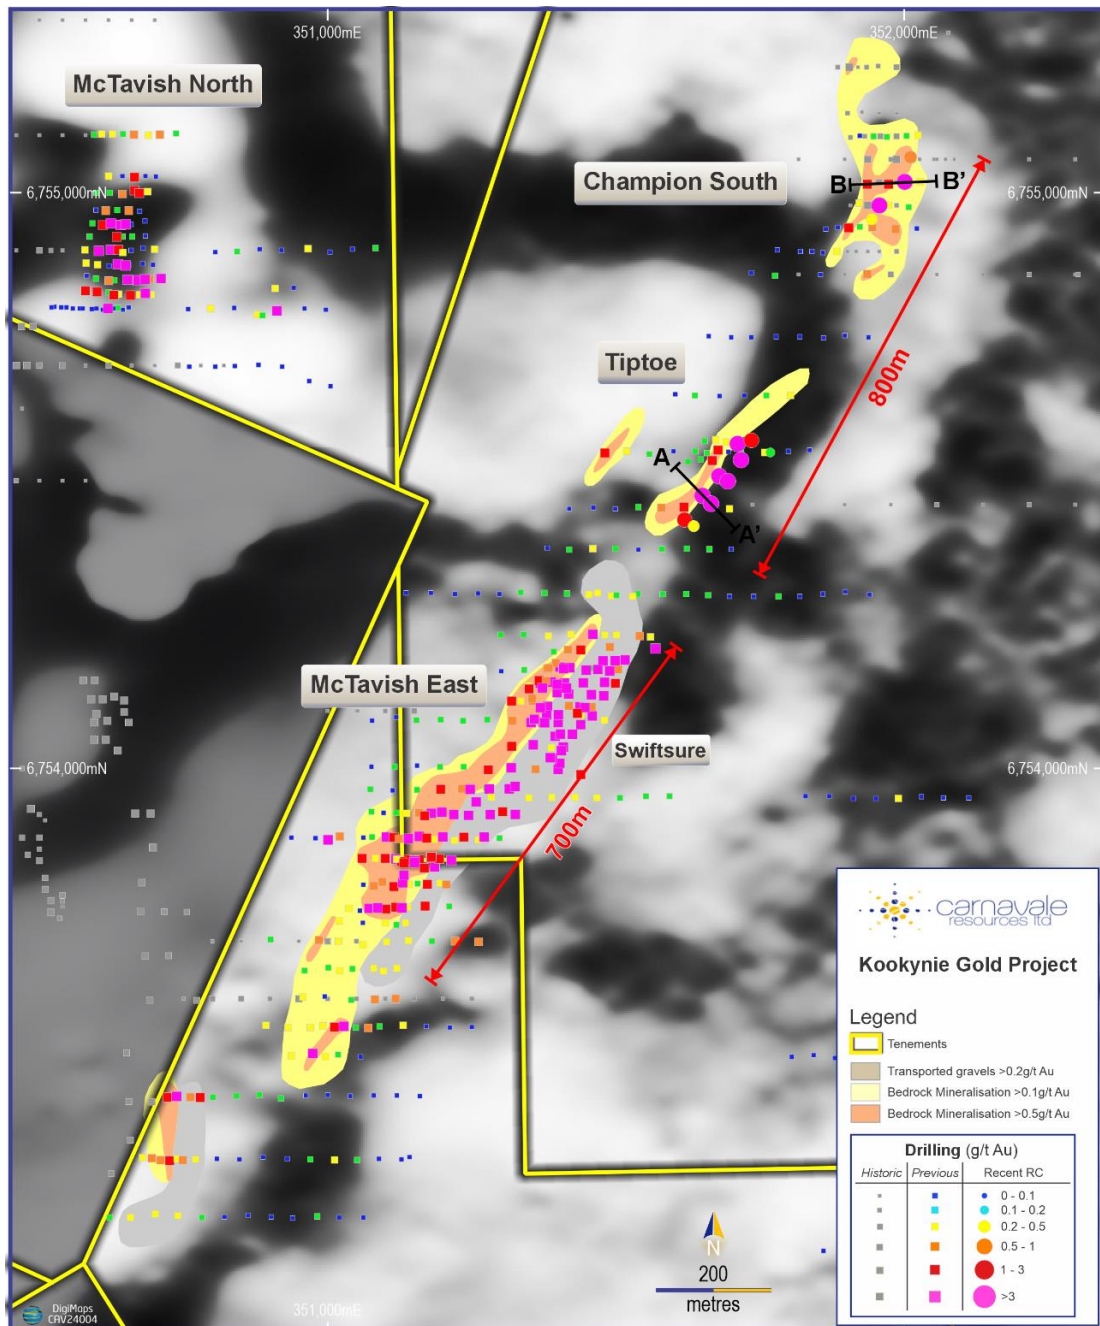 351,000mE
352,000mE
McTavish North
Champion South
6,755,000mN
6,755,000mN
B
B'
800m
Tiptoe
A
A'
McTavish East
Swiftsure
700m
6,754,000mN
6,754,000mN
carnavale
resources ltd
Kookynie Gold Project
Legend
Tenements
Transported gravels >0.2g/t Au
Bedrock Mineralisation >0.1g/t Au
Bedrock Mineralisation >0.5g/t Au
Drilling (g/t Au)
Historic Previous Recent RC
0 - 0.1
0.1 - 0.2
0.2 - 0.5
0.5 - 1
1 - 3
>3
N
200
metres
351,000mE
DigiMaps
CAV24004